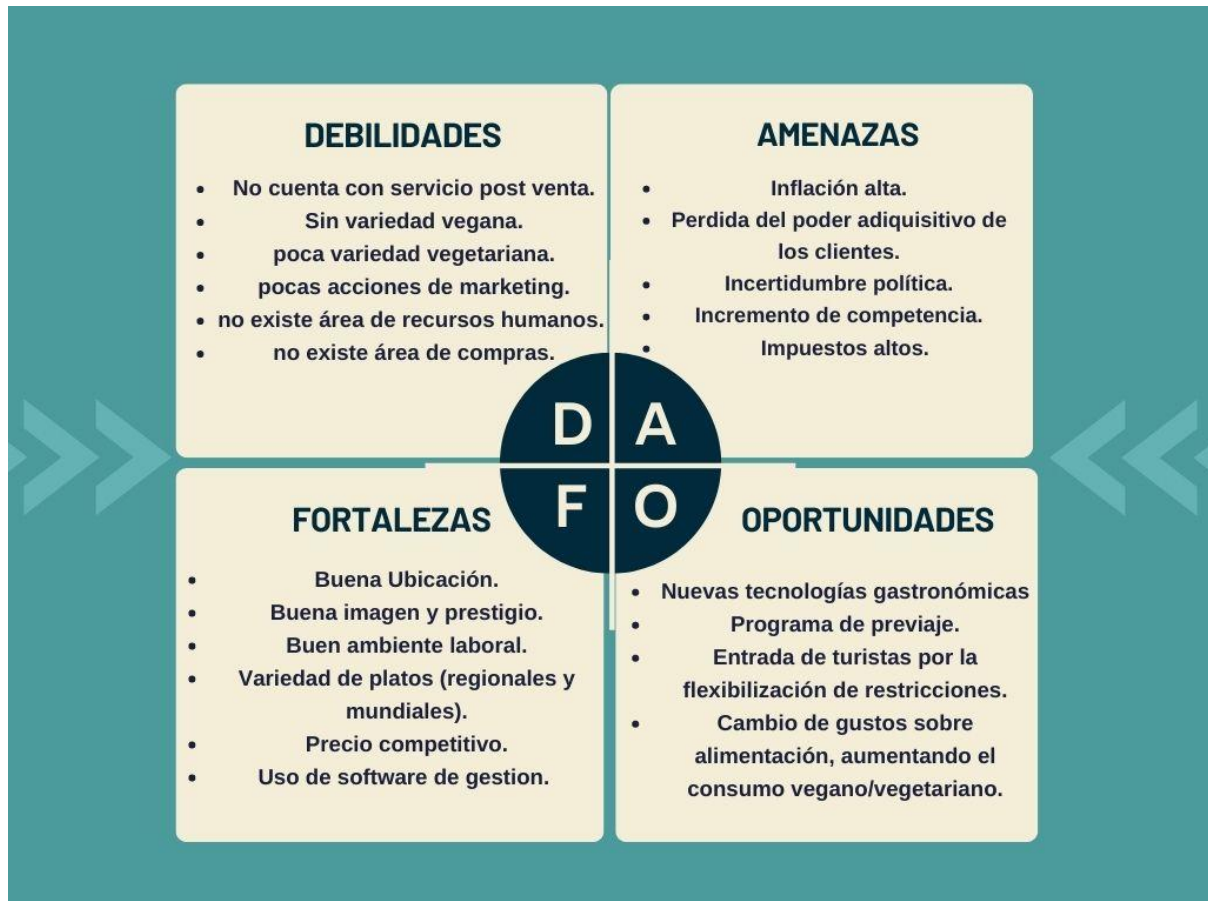 DEBILIDADES
• No cuenta con servicio post venta.
• Sin variedad vegana.
• poca variedad vegetariana.
• pocas acciones de marketing.
• no existe área de recursos humanos.
• no existe área de compras.
AMENAZAS
• Inflación alta.
• Perdida del poder adiquisitivo de
los clientes.
• Incertidumbre política.
• Incremento de competencia.
• Impuestos altos.
D A
F O
FORTALEZAS
• Buena Ubicación.
• Buena imagen y prestigio.
• Buen ambiente laboral.
• Variedad de platos (regionales y
mundiales).
• Precio competitivo.
• Uso de software de gestion.
OPORTUNIDADES
• Nuevas tecnologías gastronómicas
• Programa de previaje.
• Entrada de turistas por la
flexibilización de restricciones.
• Cambio de gustos sobre
alimentación, aumentando el
consumo vegano/vegetariano.